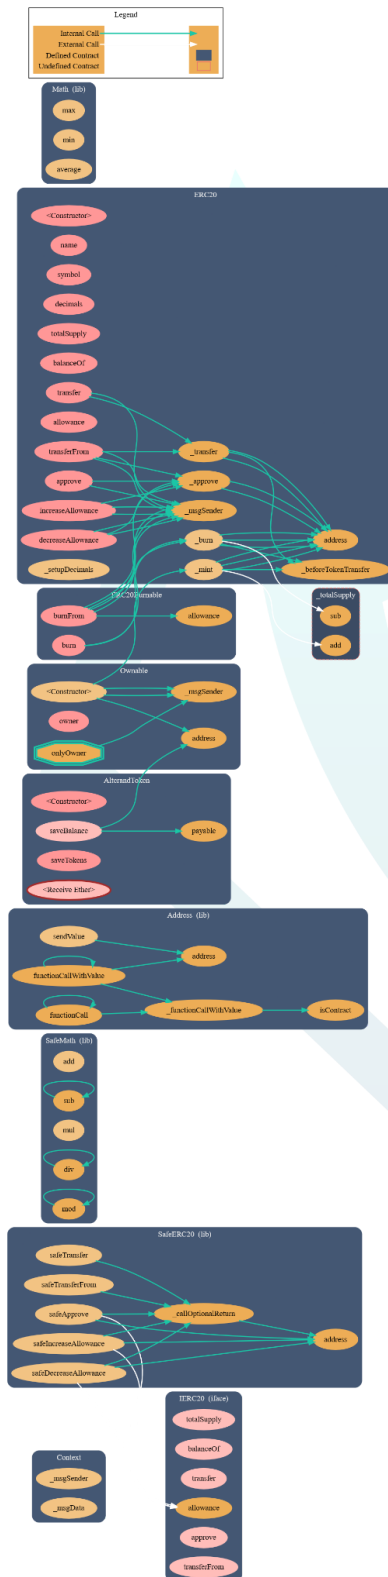 Legend
Internal Call
External Call
Defined Contract
Undefined Contract
Math (lib)
max
min
average
ERC20
<Constructor>
name
symbol
decimals
totalSupply
balanceOf
transfer
allowance
transferFrom
_transfer
approve
_approve
increaseAllowance
_msgSender
decreaseAllowance
_burn
address
_setupDecimals
_mint
_beforeTokenTransfer
ERC20Burnable
burnFrom
allowance
burn
_totalSupply
sub
add
Ownable
<Constructor>
_msgSender
owner
address
onlyOwner
AlterandToken
<Constructor>
saveBalance
payable
saveTokens
<Receive Ether>
Address (lib)
sendValue
address
functionCallWithValue
functionCall
_functionCallWithValue
isContract
SafeMath (lib)
add
sub
mul
div
mod
SafeERC20 (lib)
safeTransfer
safeTransferFrom
safeApprove
_callOptionalReturn
safeIncreaseAllowance
address
safeDecreaseAllowance
IERC20 (iface)
totalSupply
balanceOf
transfer
allowance
approve
transferFrom
Context
_msgSender
_msgData